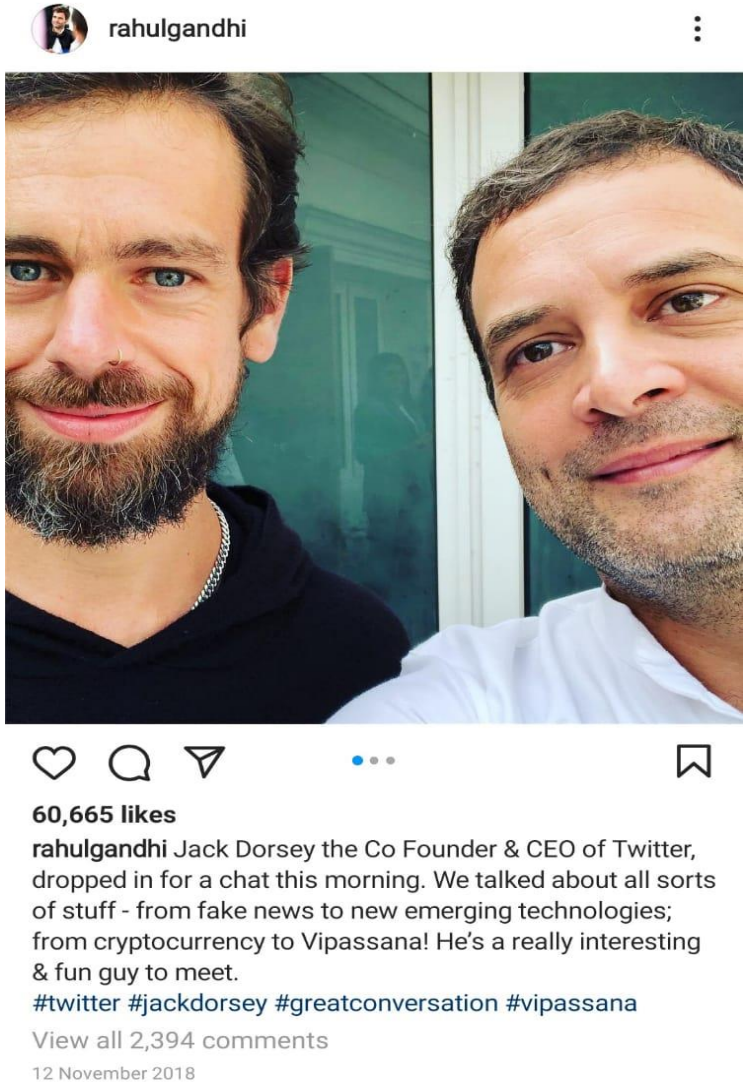 rahulgandhi
60,665 likes
rahulgandhi Jack Dorsey the Co Founder & CEO of Twitter,
dropped in for a chat this morning. We talked about all sorts
of stuff - from fake news to new emerging technologies;
from cryptocurrency to Vipassana! He’s a really interesting
& fun guy to meet.
#twitter #jackdorsey #greatconversation #vipassana
View all 2,394 comments
12 November 2018